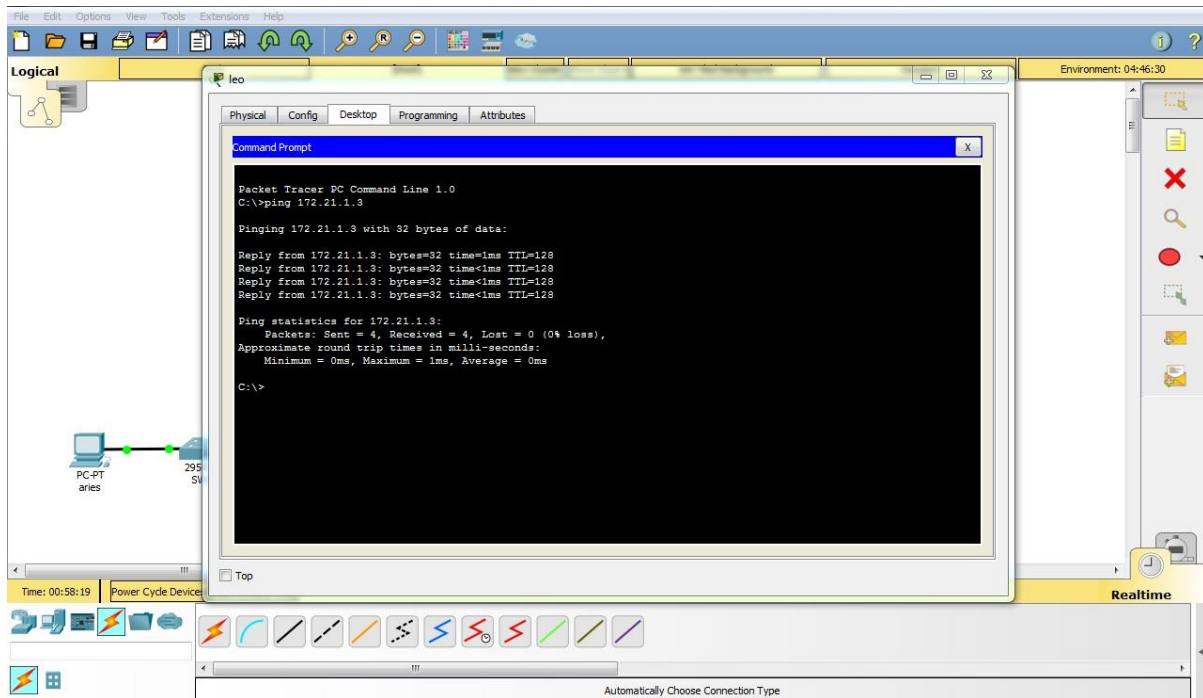 File Edit Options View Tools Extensions Help
Logical
Environment: 04:46:30
leo
Physical Config Desktop Programming Attributes
Command Prompt X
Packet Tracer PC Command Line 1.0
C:\>ping 172.21.1.3
Pinging 172.21.1.3 with 32 bytes of data:
Reply from 172.21.1.3: bytes=32 time=1ms TTL=128
Reply from 172.21.1.3: bytes=32 time<1ms TTL=128
Reply from 172.21.1.3: bytes=32 time<1ms TTL=128
Reply from 172.21.1.3: bytes=32 time<1ms TTL=128
Ping statistics for 172.21.1.3:
Packets: Sent = 4, Received = 4, Lost = 0 (0% loss),
Approximate round trip times in milli-seconds:
Minimum = 0ms, Maximum = 1ms, Average = 0ms
C:\>
PC-PT
aries
295
Top
Time: 00:58:19 Power Cycle Device
Realtime
Automatically Choose Connection Type